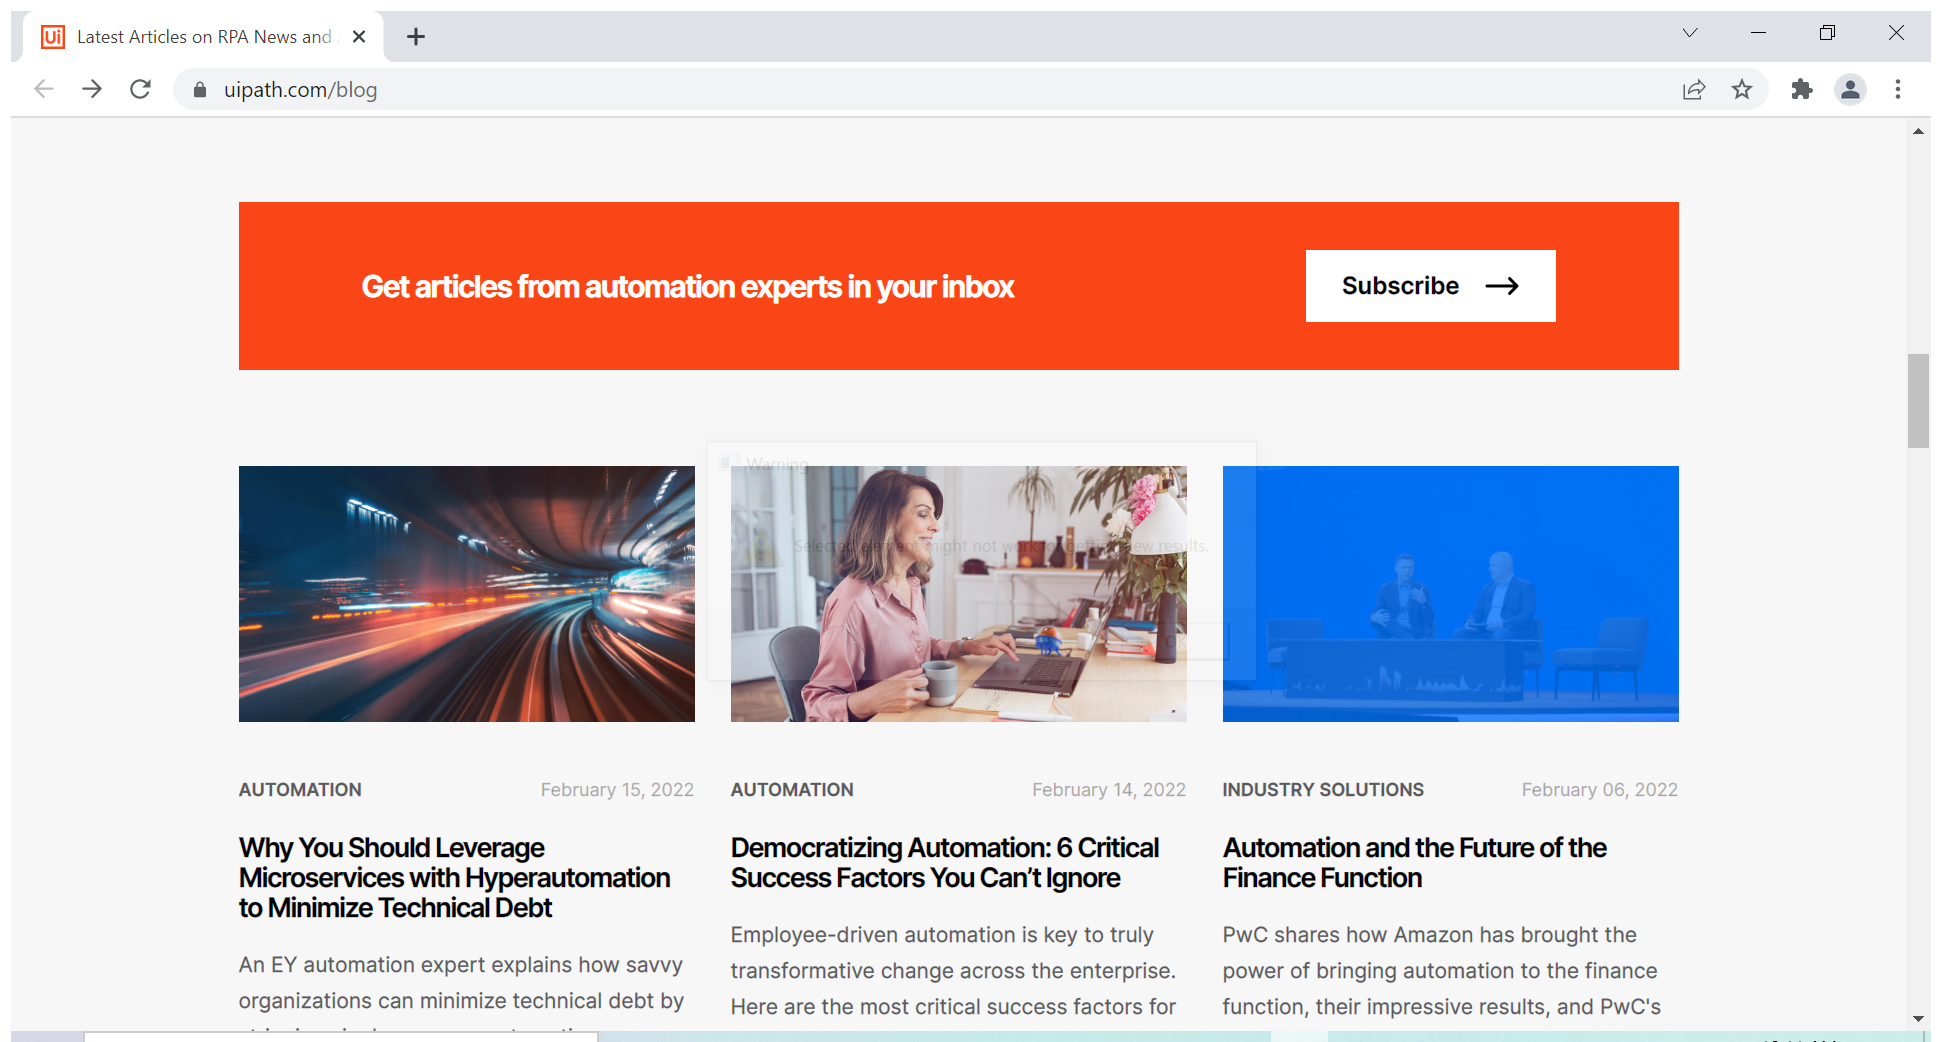 Ui Latest Articles on RPA News and
uipath.com/blog
Get articles from automation experts in your inbox
Subscribe
Warning
Selected element might not work for getting new results.
AUTOMATION February 15, 2022
Why You Should Leverage
Microservices with Hyperautomation
to Minimize Technical Debt
An EY automation expert explains how savvy
organizations can minimize technical debt by
AUTOMATION February 14, 2022
Democratizing Automation: 6 Critical
Success Factors You Can't Ignore
Employee-driven automation is key to truly
transformative change across the enterprise.
Here are the most critical success factors for
INDUSTRY SOLUTIONS February 06, 2022
Automation and the Future of the
Finance Function
PwC shares how Amazon has brought the
power of bringing automation to the finance
function, their impressive results, and PwC's